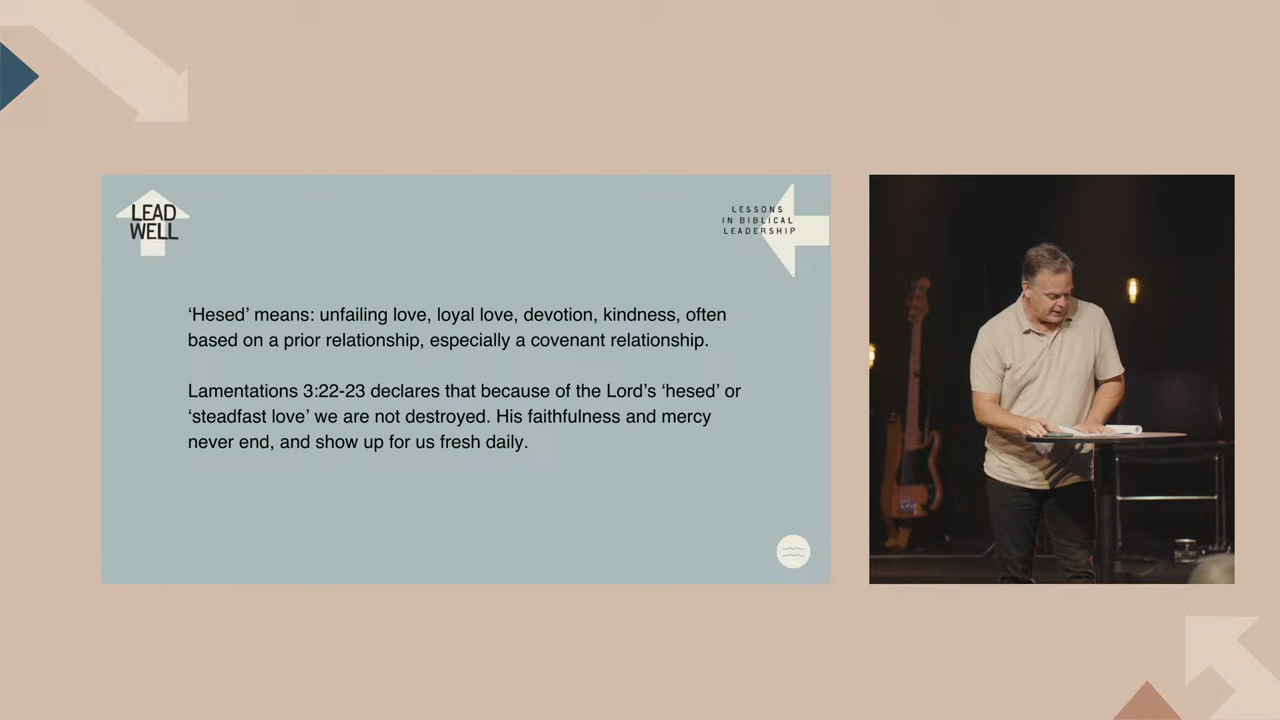 LEAD
WELL
LESSONS
IN BIBLICAL
LEADERSHIP
‘Hesed’ means: unfailing love, loyal love, devotion, kindness, often
based on a prior relationship, especially a covenant relationship.
Lamentations 3:22-23 declares that because of the Lord’s ‘hesed’ or
‘steadfast love’ we are not destroyed. His faithfulness and mercy
never end, and show up for us fresh daily.